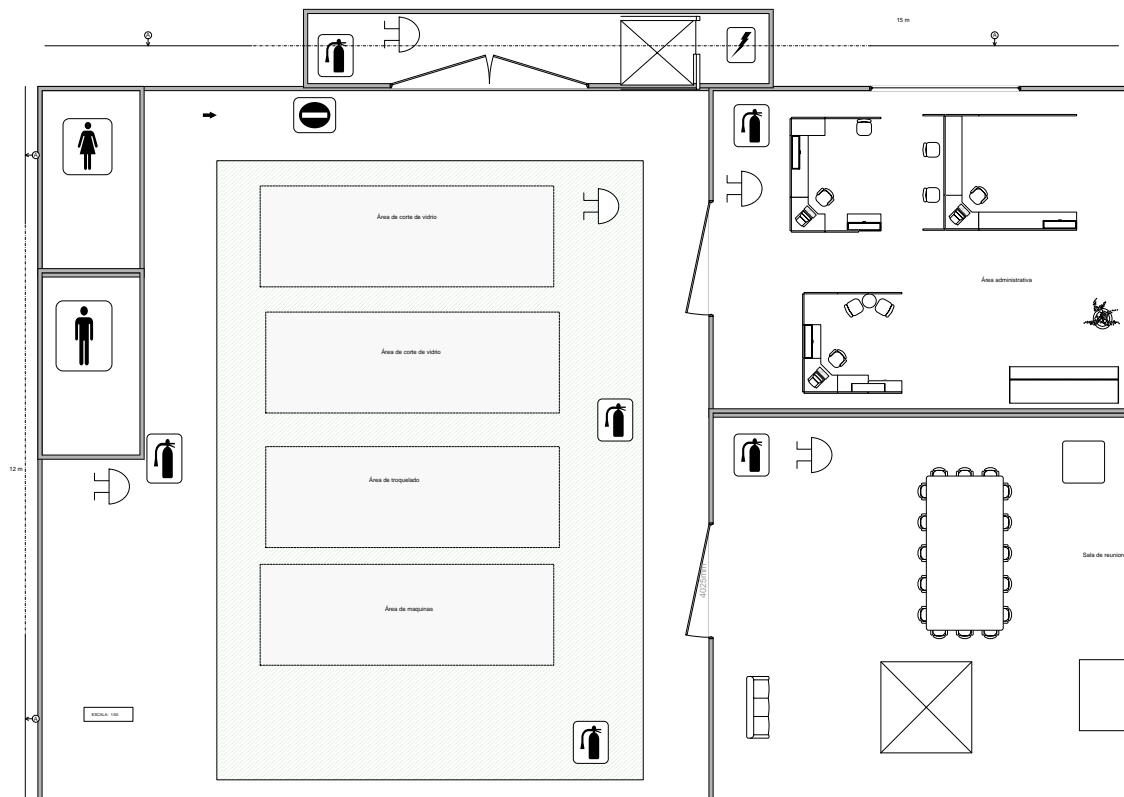 15 m
A
A
A
Área de corte de vidrio
Área administrativa
Área de corte de vidrio
12 m
Área de troquelado
Sala de reunion
4025mm
Área de maquinas
ESCALA: 1/50
A